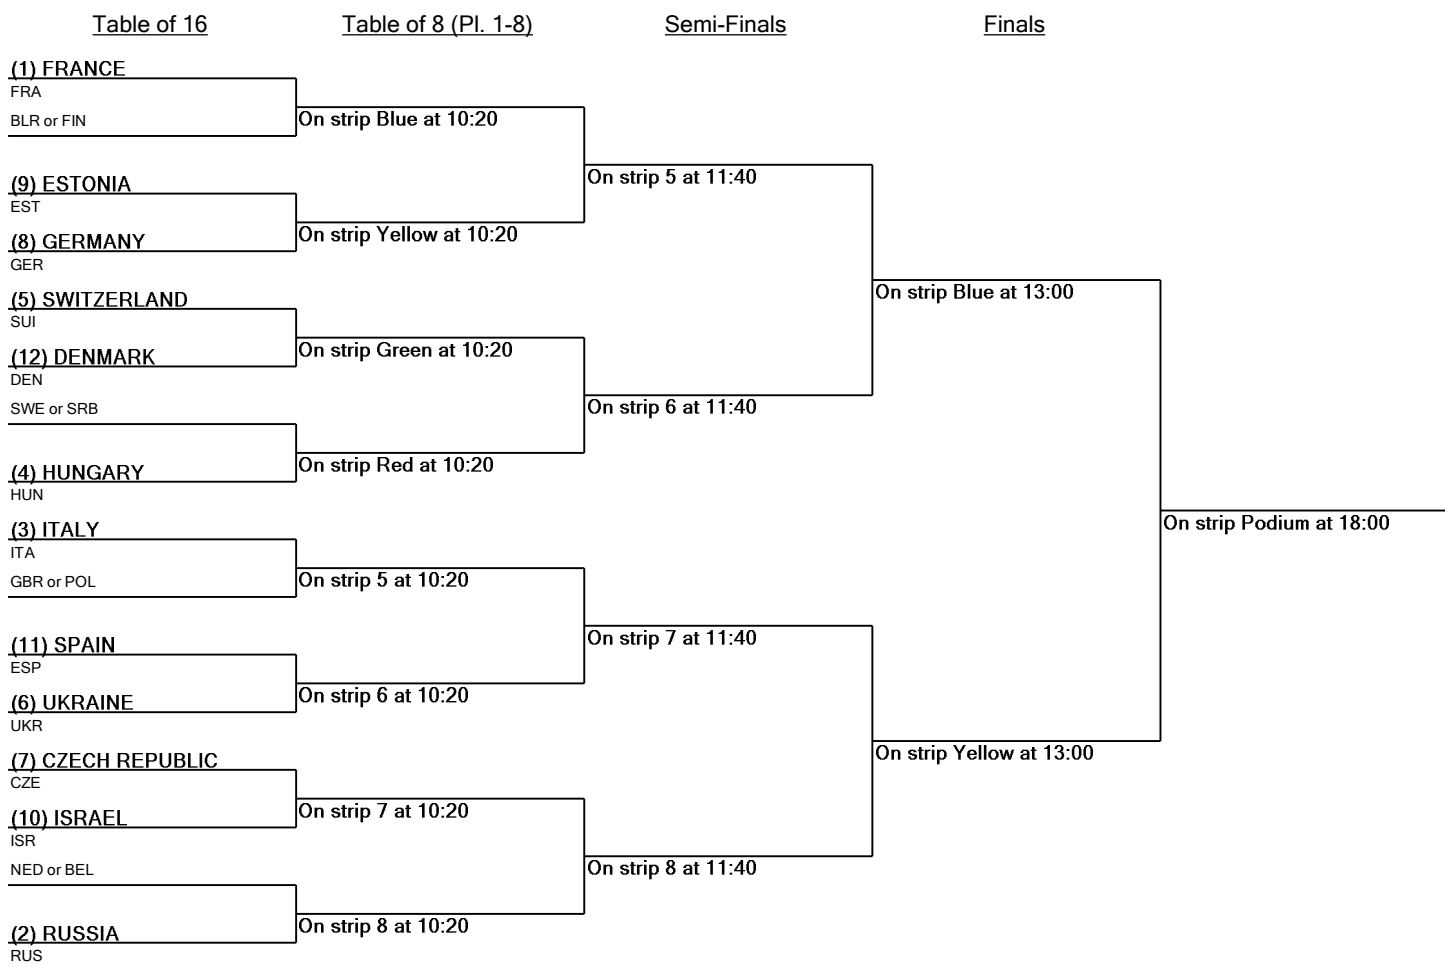 Table of 16
Table of 8 (Pl. 1-8)
Semi-Finals
Finals
(1) FRANCE
FRA
BLR or FIN
On strip Blue at 10:20
On strip 5 at 11:40
(9) ESTONIA
EST
On strip Yellow at 10:20
(8) GERMANY
GER
(5) SWITZERLAND
SUI
On strip Blue at 13:00
On strip Green at 10:20
(12) DENMARK
DEN
SWE or SRB
On strip 6 at 11:40
On strip Red at 10:20
(4) HUNGARY
HUN
On strip Podium at 18:00
(3) ITALY
ITA
GBR or POL
On strip 5 at 10:20
On strip 7 at 11:40
(11) SPAIN
ESP
On strip 6 at 10:20
(6) UKRAINE
UKR
On strip Yellow at 13:00
(7) CZECH REPUBLIC
CZE
On strip 7 at 10:20
(10) ISRAEL
ISR
NED or BEL
On strip 8 at 11:40
On strip 8 at 10:20
(2) RUSSIA
RUS